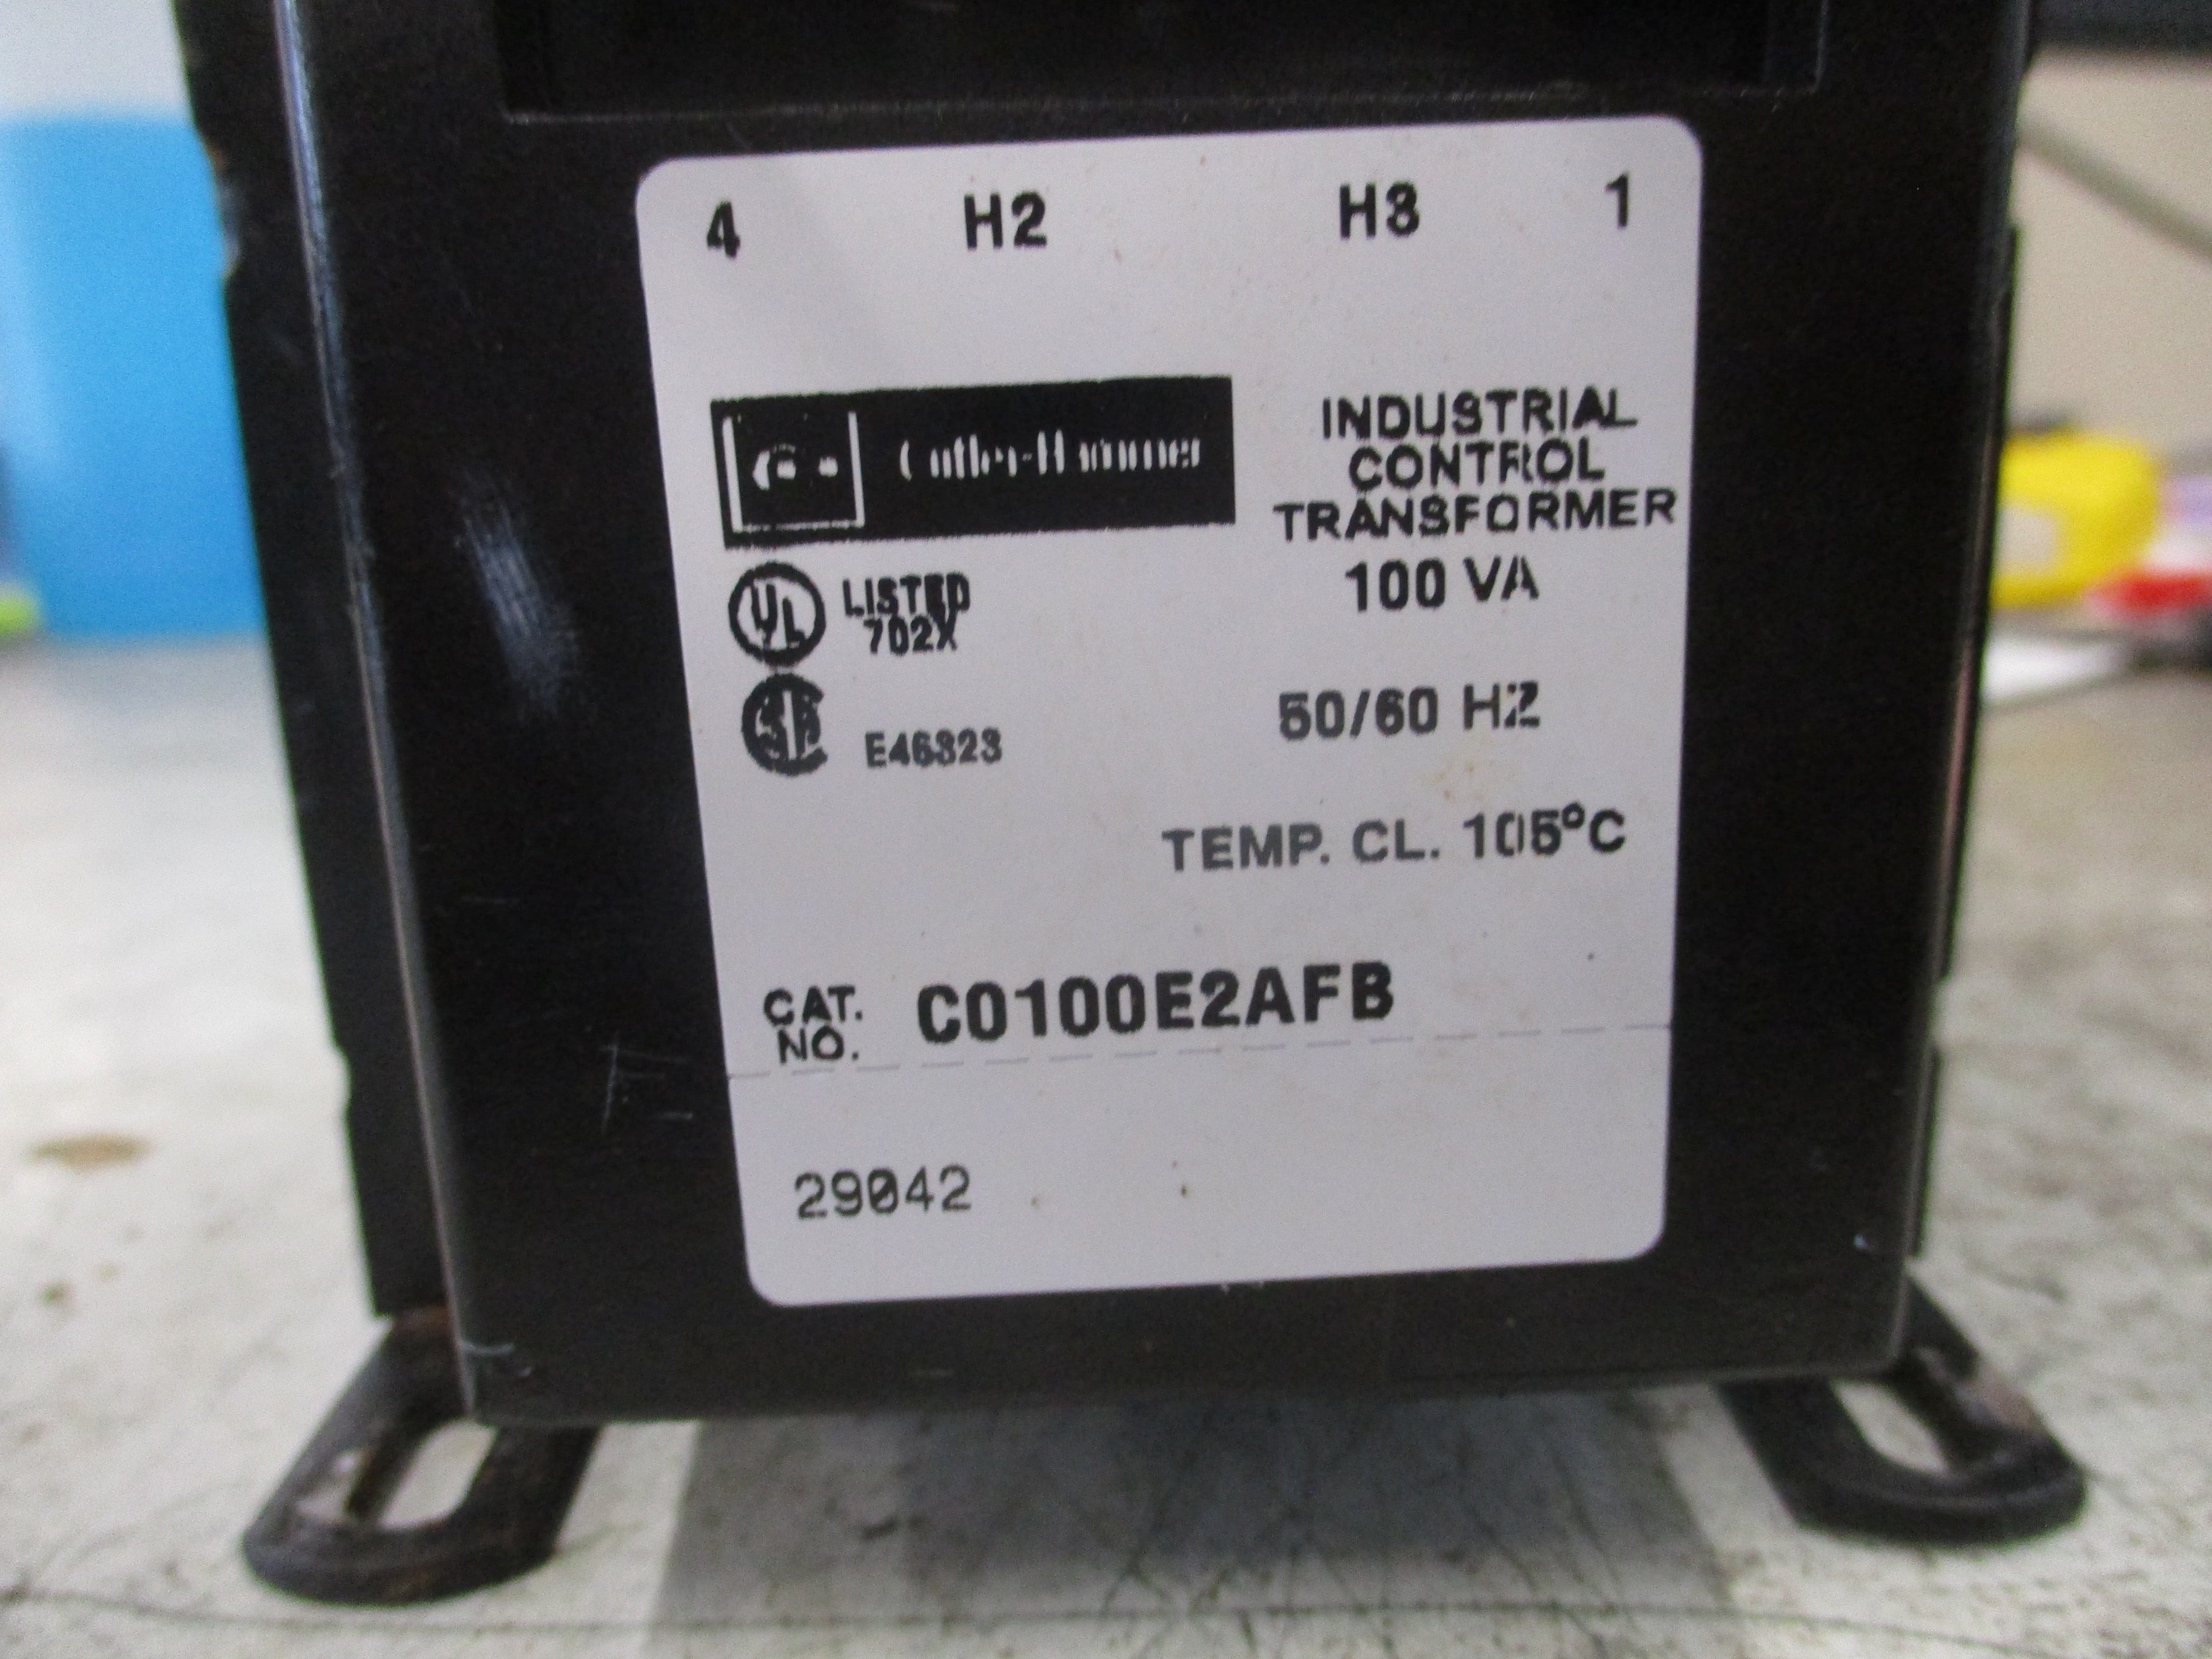 4 H2 H3 1
Cutler-Hammer
INDUSTRIAL
CONTROL
TRANSFORMER
100 VA
UL LISTED
702X
50/60 HZ
E46323
TEMP. CL. 105°C
CAT.
NO. C0100E2AFB
29042